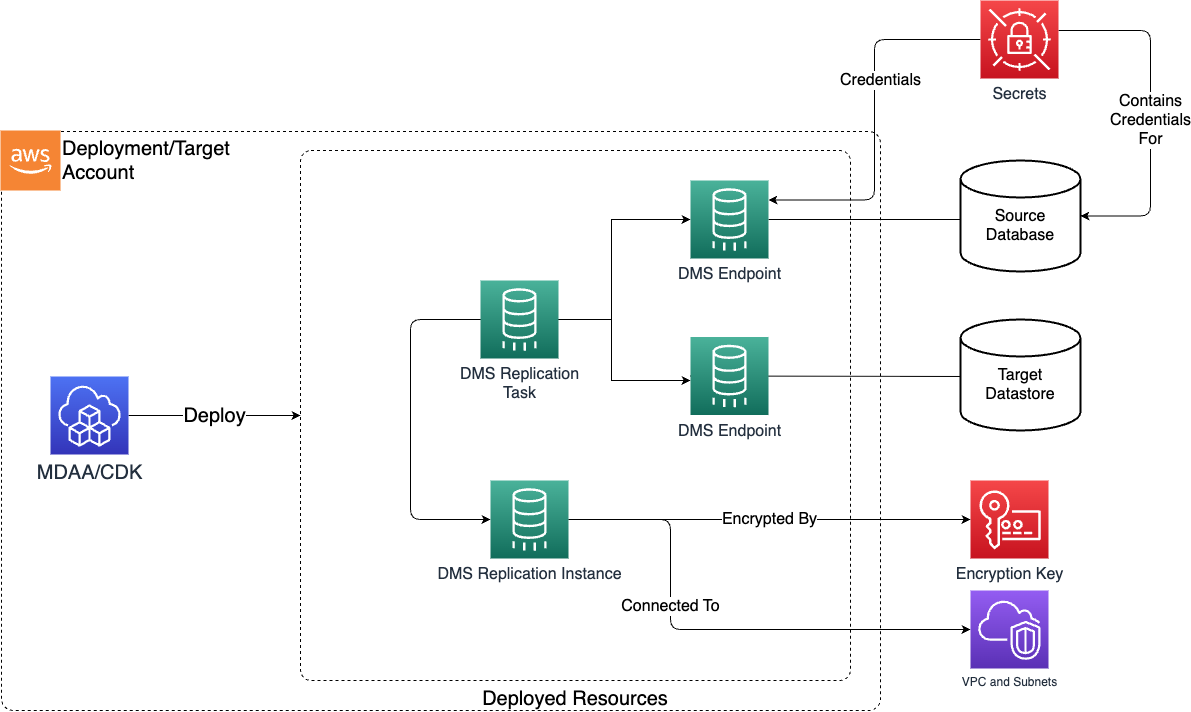 Secrets
Credentials
Contains
Credentials
For
aws
Deployment/Target
Account
Source
Database
DMS Endpoint
DMS Replication
Task
Target
Datastore
DMS Endpoint
Deploy
MDAA/CDK
Encrypted By
DMS Replication Instance
Encryption Key
Connected To
VPC and Subnets
Deployed Resources